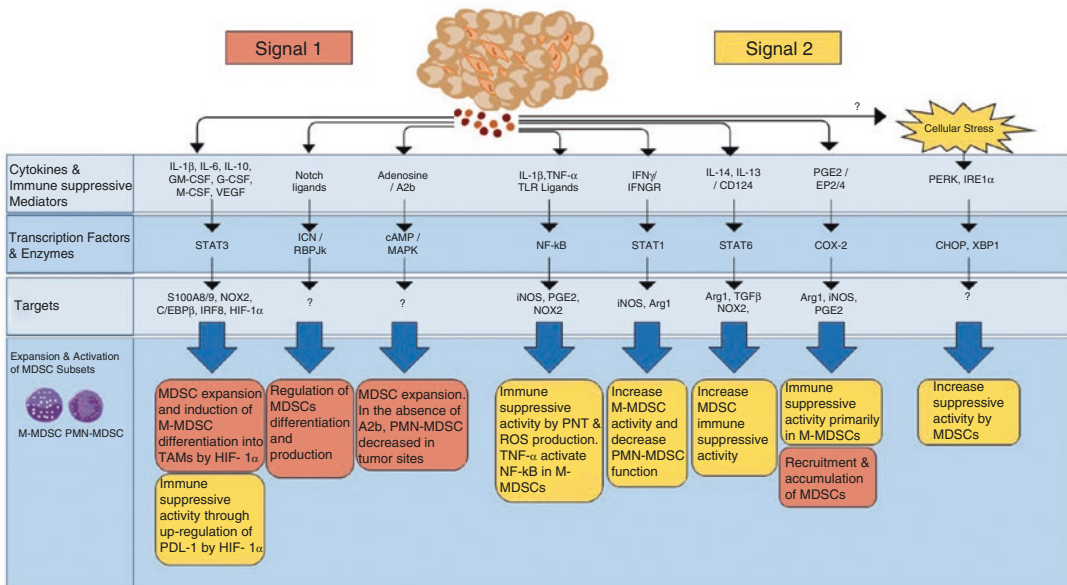 Signal 1
Signal 2
?
Cellular Stress
Cytokines &
Immune suppressive
Mediators
IL-1β, IL-6, IL-10,
GM-CSF, G-CSF,
M-CSF, VEGF
Notch
ligands
Adenosine
/ A2b
IL-1β,TNF-α
TLR Ligands
IFNγ/
IFNGR
IL-14, IL-13
/ CD124
PGE2 /
EP2/4
PERK, IRE1α
Transcription Factors
& Enzymes
STAT3
ICN /
RBPJk
cAMP /
MAPK
NF-kB
STAT1
STAT6
COX-2
CHOP, XBP1
Targets
S100A8/9, NOX2,
C/EBPβ, IRF8, HIF-1α
?
?
iNOS, PGE2,
NOX2
iNOS, Arg1
Arg1, TGFβ
NOX2,
Arg1, iNOS,
PGE2
?
Expansion & Activation
of MDSC Subsets
M-MDSC PMN-MDSC
MDSC expansion
and induction of
M-MDSC
differentiation into
TAMs by HIF- 1α
Immune
suppressive
activity through
up-regulation of
PDL-1 by HIF- 1α
Regulation of
MDSCs
differentiation
and
production
MDSC expansion.
In the absence of
A2b, PMN-MDSC
decreased in
tumor sites
Immune
suppressive
activity by PNT &
ROS production.
TNF-α activate
NF-kB in M-
MDSCs
Increase
M-MDSC
activity and
decrease
PMN-MDSC
function
Increase
MDSC
immune
suppressive
activity
Immune
suppressive
activity primarily
in M-MDSCs
Recruitment &
accumulation
of MDSCs
Increase
suppressive
activity by
MDSCs